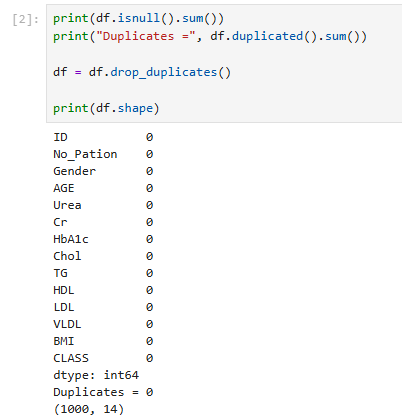 [2]: print(df.isnull().sum())
print("Duplicates =", df.duplicated().sum())
df = df.drop_duplicates()
print(df.shape)
ID 0
No_Pation 0
Gender 0
AGE 0
Urea 0
Cr 0
HbA1c 0
Chol 0
TG 0
HDL 0
LDL 0
VLDL 0
BMI 0
CLASS 0
dtype: int64
Duplicates = 0
(1000, 14)